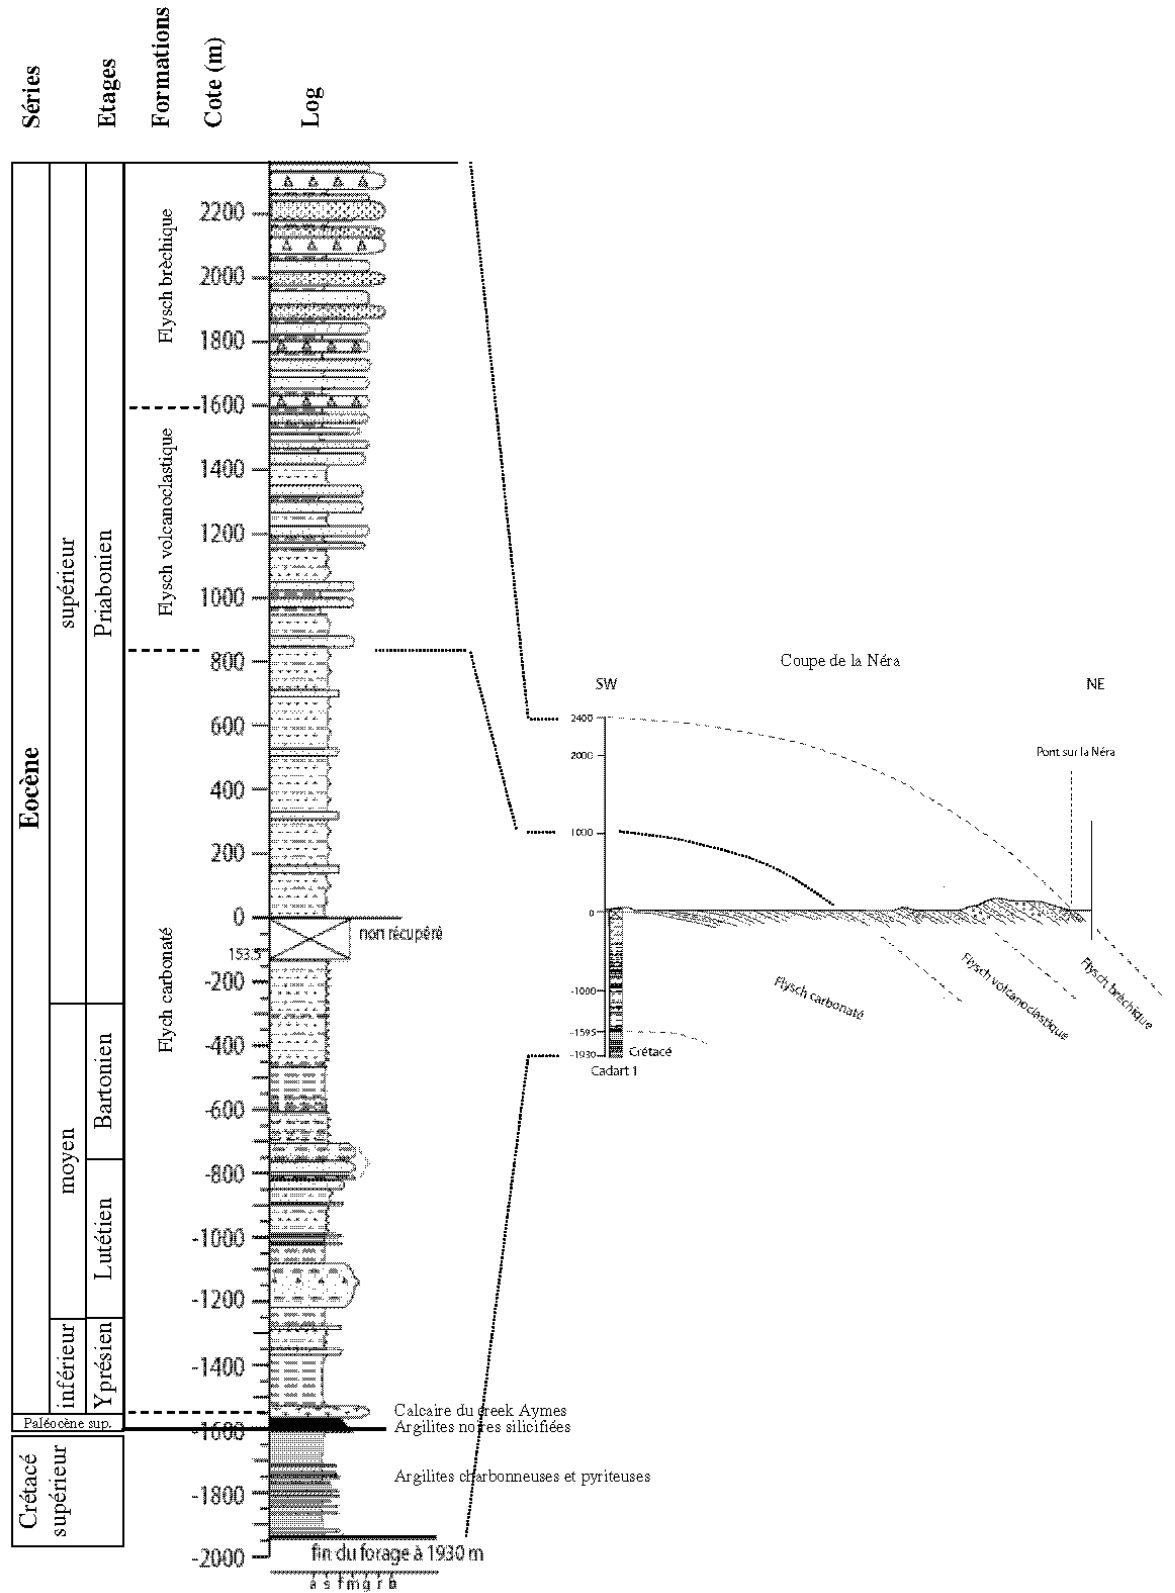 Séries
Etages
Formations
Cote (m)
Log
Eocène
supérieur
moyen
inférieur
Priabonien
Bartonien
Lutétien
Yprésien
Paléocène sup.
Crétacé
supérieur
Flysch brèchique
Flysch volcanoclastique
Flych carbonaté
2200
2000
1800
1600
1400
1200
1000
800
600
400
200
0
153.5
-200
-400
-600
-800
-1000
-1200
-1400
-1600
-1800
-2000
non récupéré
Calcaire du creek Aymes
Argilites noires silicifiées
Argilites charbonneuses et pyriteuses
fin du forage à 1930 m
a s f m g r b
Coupe de la Néra
SW
NE
Pont sur la Néra
2400
2000
1000
0
-1000
-1595
-1930
Crétacé
Cadart 1
Flysch carbonaté
Flysch volcanoclastique
Flysch brèchique